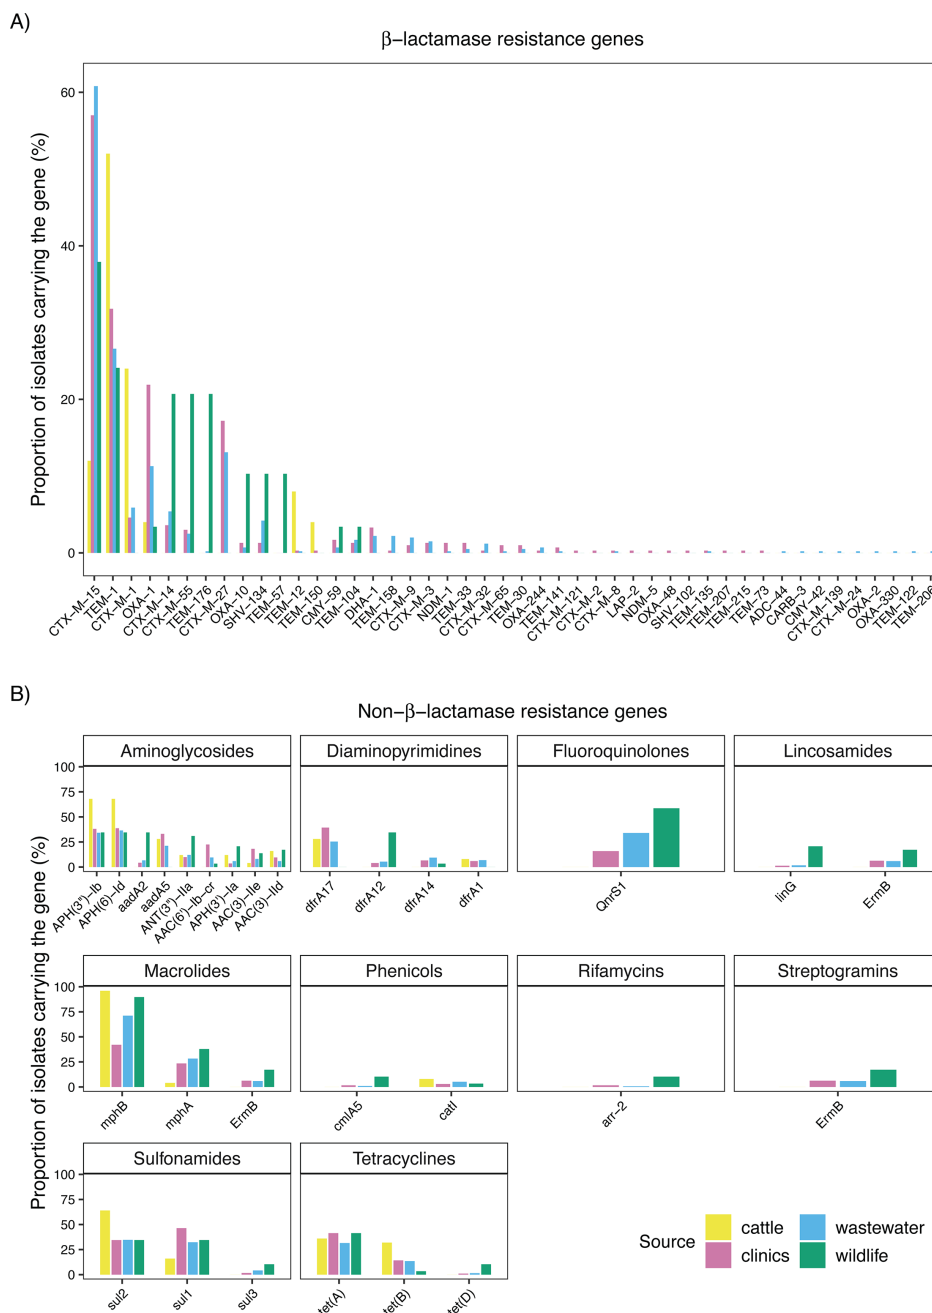 A)
β−lactamase resistance genes
Proportion of isolates carrying the gene (%)
60
40
20
0
CTX−M−15
TEM−1
CTX−M−1
OXA−1
CTX−M−14
CTX−M−55
TEM−176
CTX−M−27
OXA−10
SHV−134
TEM−57
TEM−12
TEM−150
CMY−59
TEM−104
DHA−1
TEM−158
CTX−M−9
CTX−M−3
NDM−1
TEM−33
CTX−M−32
CTX−M−65
TEM−30
OXA−244
TEM−141
CTX−M−121
CTX−M−2
CTX−M−8
LAP−2
NDM−5
OXA−48
SHV−102
TEM−135
TEM−207
TEM−215
TEM−73
ADC−44
CARB−3
CMY−42
CTX−M−139
CTX−M−24
OXA−2
OXA−330
TEM−122
TEM−206
B)
Non−β−lactamase resistance genes
Proportion of isolates carrying the gene (%)
Aminoglycosides
Diaminopyrimidines
Fluoroquinolones
Lincosamides
100
75
50
25
0
APH(3'')−Ib
APH(6)−Id
aadA2
aadA5
ANT(3'')−IIa
AAC(6')−Ib−cr
APH(3')−Ia
AAC(3)−IIe
AAC(3)−IId
dfrA17
dfrA12
dfrA14
dfrA1
QnrS1
linG
ErmB
Macrolides
Phenicols
Rifamycins
Streptogramins
100
75
50
25
0
mphB
mphA
ErmB
cmlA5
catI
arr−2
ErmB
Sulfonamides
Tetracyclines
100
75
50
25
0
sul2
sul1
sul3
tet(A)
tet(B)
tet(D)
Source
cattle
clinics
wastewater
wildlife